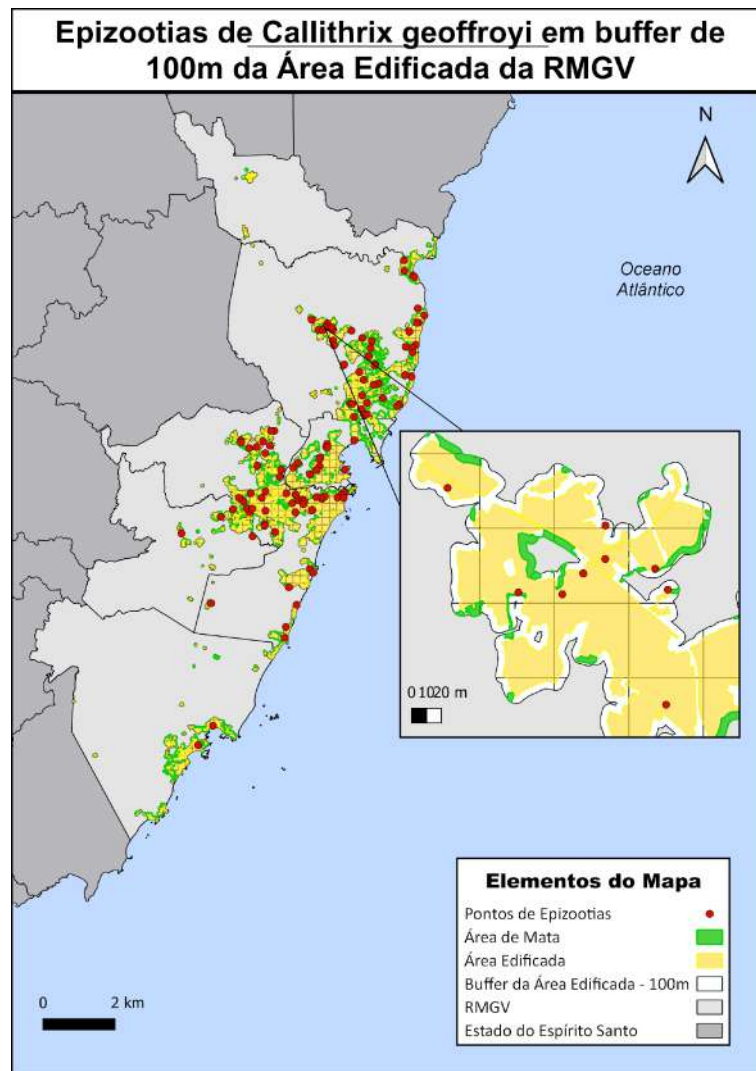 Epizootias de Callithrix geoffroyi em buffer de
100m da Área Edificada da RMGV
N
Oceano
Atlântico
0 1020 m
Elementos do Mapa
Pontos de Epizootias
Área de Mata
Área Edificada
Buffer da Área Edificada - 100m
RMGV
Estado do Espírito Santo
0 2 km